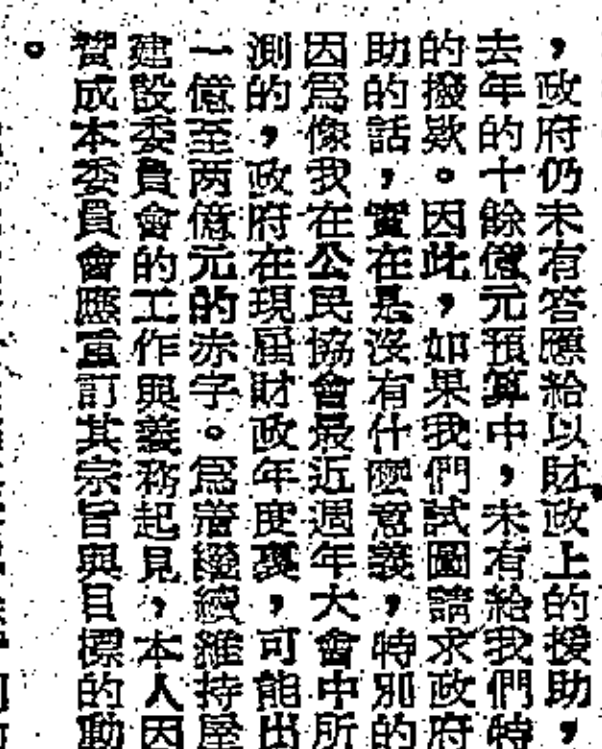 ，政府仍未有答應給以財政上的援助，
去年的十餘億元預算中，未有給我們特
的撥欵。因此，如果我們試圖請求政府
助的話，實在是沒有什麼意義，特別的
因爲像我在公民協會最近週年大會中所
測的，政府在現屆財政年度裏，可能出
一億至两億元的赤字。爲着繼續維持屋
建設委員會的工作與義務起見，本人因
贊成本委員會應重訂其宗旨與目標的動
。